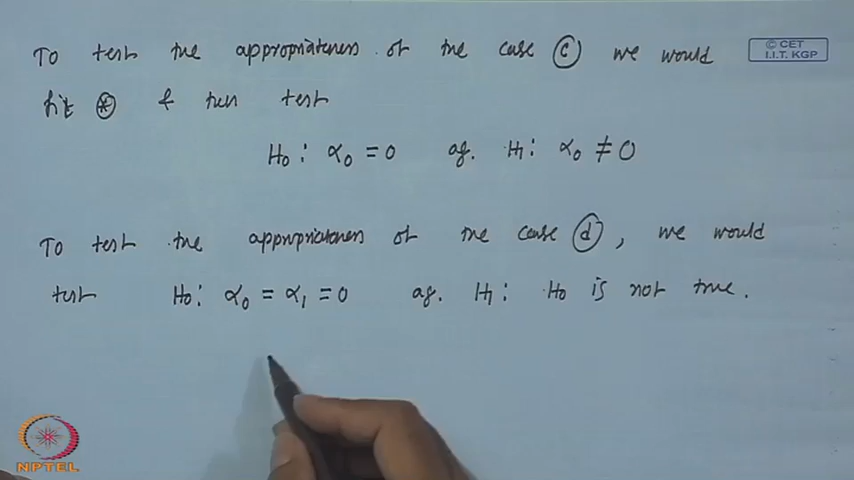 To test the appropriateness of the case ⓒ we would
fit ⊛ & then test
H₀ : α₀ = 0 ag. H₁ : α₀ ≠ 0
To test the appropriateness of the case ⓓ, we would
test H₀ : α₀ = α₁ = 0 ag. H₁ : H₀ is not true.
© CET
I.I.T. KGP
NPTEL